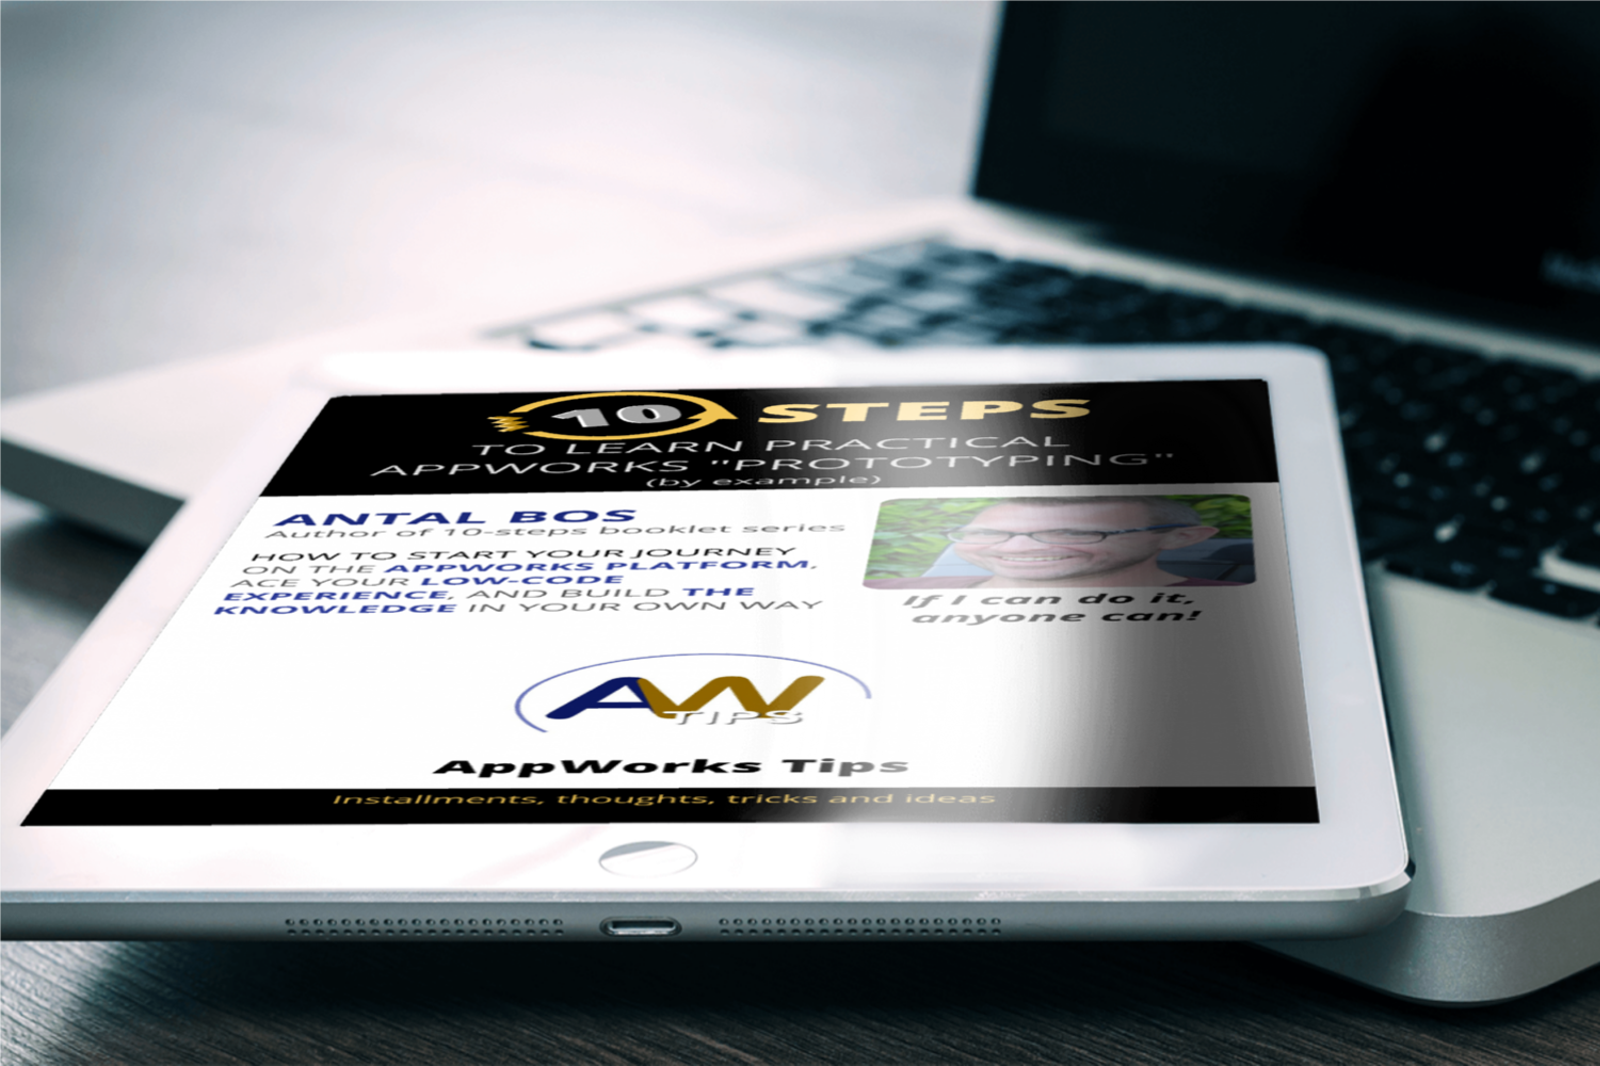 10 STEPS
TO LEARN PRACTICAL
APPWORKS "PROTOTYPING"
(by example)
ANTAL BOS
Author of 10-steps booklet series
HOW TO START YOUR JOURNEY
ON THE APPWORKS PLATFORM,
ACE YOUR LOW-CODE
EXPERIENCE, AND BUILD THE
KNOWLEDGE IN YOUR OWN WAY
If I can do it,
anyone can!
AW
TIPS
AppWorks Tips
Installments, thoughts, tricks and ideas